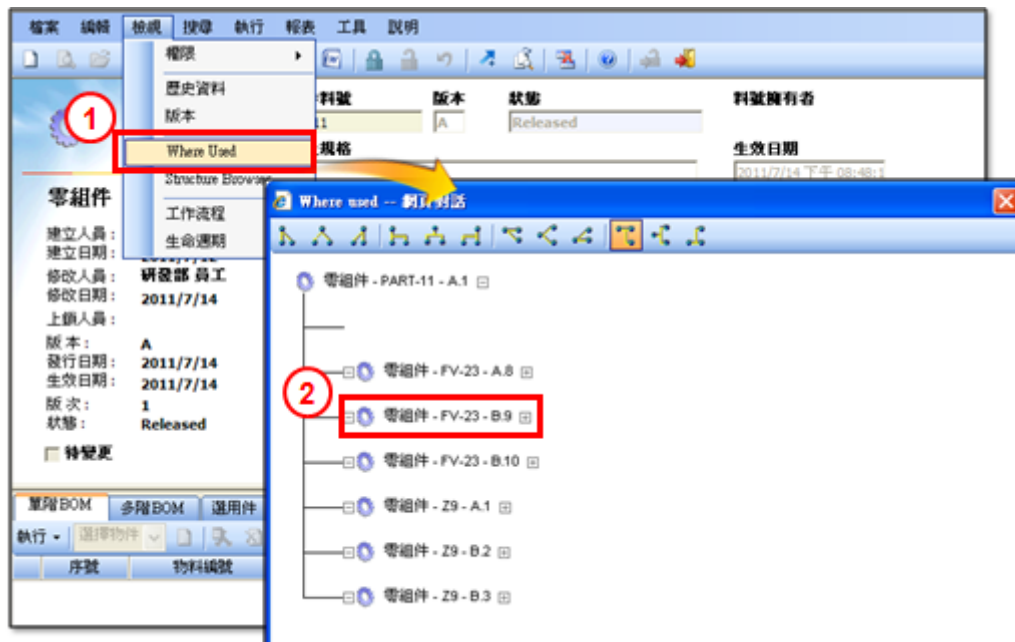 檔案 編輯 檢視 搜尋 執行 報表 工具 說明
權限
歷史資料
版本
Where Used
Structure Browser
工作流程
生命週期
1
料號 版本 狀態 料號擁有者
11 A Released
規格 生效日期
2011/7/14 下午 08:48:1
零組件
建立人員:
建立日期:
修改人員: 研發部 員工
修改日期: 2011/7/14
上鎖人員:
版本: A
發行日期: 2011/7/14
生效日期: 2011/7/14
版次: 1
狀態: Released
待變更
單階BOM 多階BOM 選用件
執行 選擇物件
序號 物料編號
Where used -- 網頁對話
零組件 - PART-11 - A.1
零組件 - FV-23 - A.8
2
零組件 - FV-23 - B.9
零組件 - FV-23 - B.10
零組件 - Z9 - A.1
零組件 - Z9 - B.2
零組件 - Z9 - B.3